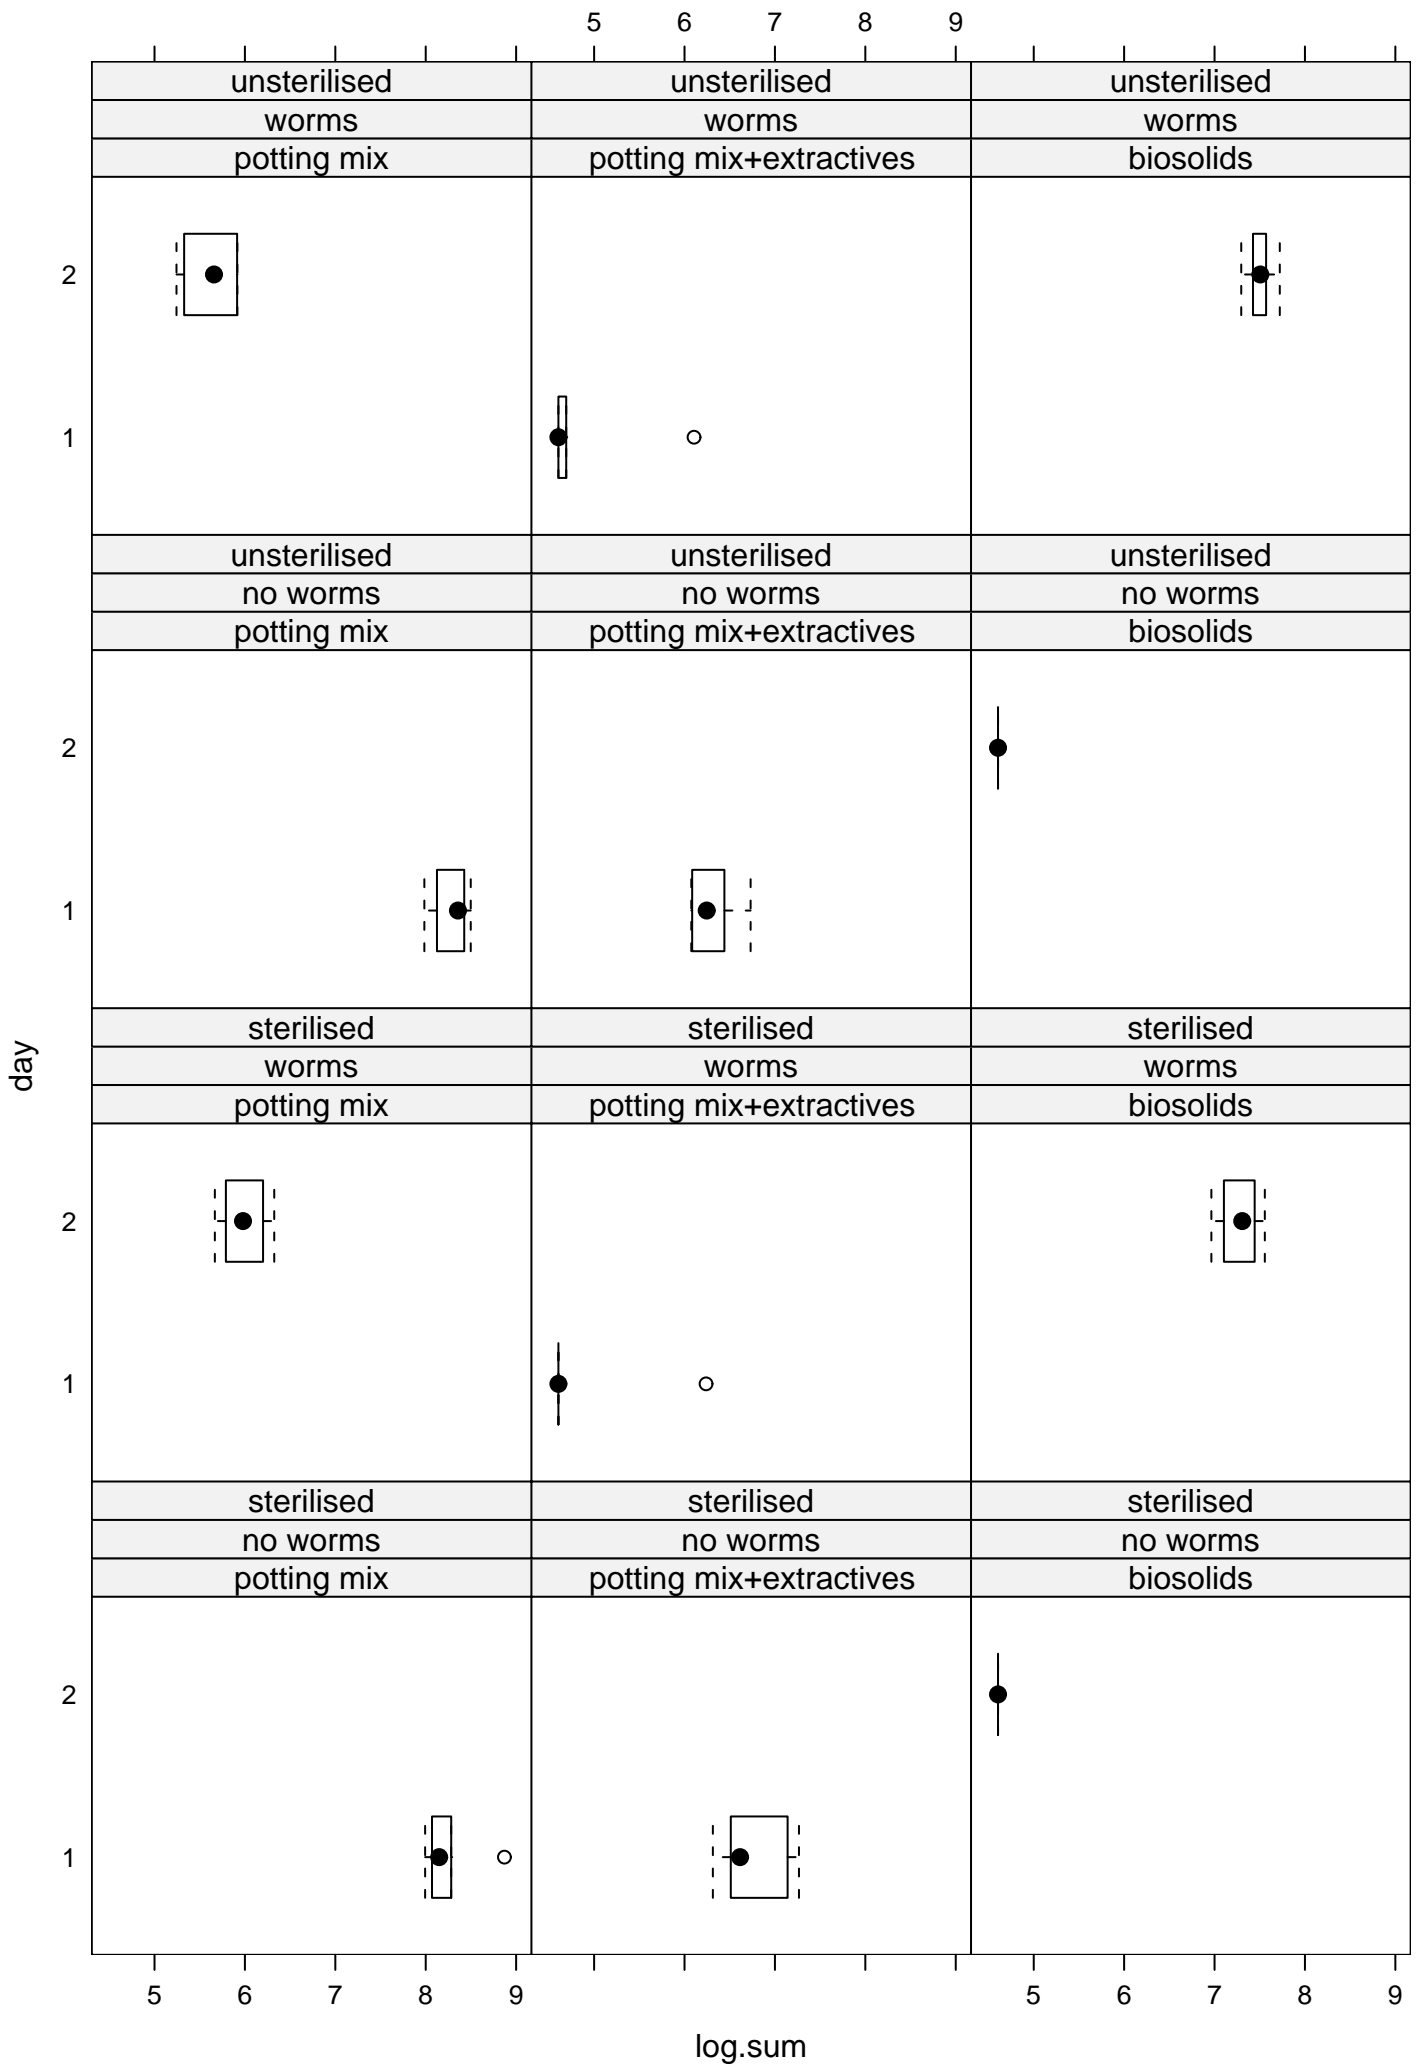 5 6 7 8 9
unsterilised unsterilised unsterilised
worms worms worms
potting mix potting mix+extractives biosolids
2
1
unsterilised unsterilised unsterilised
no worms no worms no worms
potting mix potting mix+extractives biosolids
2
1
day
sterilised sterilised sterilised
worms worms worms
potting mix potting mix+extractives biosolids
2
1
sterilised sterilised sterilised
no worms no worms no worms
potting mix potting mix+extractives biosolids
2
1
5 6 7 8 9 5 6 7 8 9
log.sum